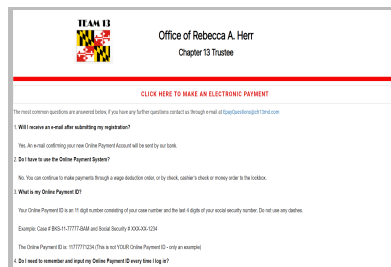 TEAM 13
Office of Rebecca A. Herr
Chapter 13 Trustee
CLICK HERE TO MAKE AN ELECTRONIC PAYMENT
The most common questions are answered below, if you have any further questions contact us through e-mail at EpayQuestions@ch13md.com
1. Will I receive an e-mail after submitting my registration?
Yes. An e-mail confirming your new Online Payment Account will be sent by our bank.
2. Do I have to use the Online Payment System?
No. You can continue to make payments through a wage deduction order, or by check, cashier's check or money order to the lockbox.
3. What is my Online Payment ID?
Your Online Payment ID is an 11 digit number consisting of your case number and the last 4 digits of your social security number. Do not use any dashes.
Example: Case # BKS-11-77777-BAM and Social Security # XXX-XX-1234
The Online Payment ID is: 11777771234 (This is not YOUR Online Payment ID - only an example)
4. Do I need to remember and input my Online Payment ID every time I log in?